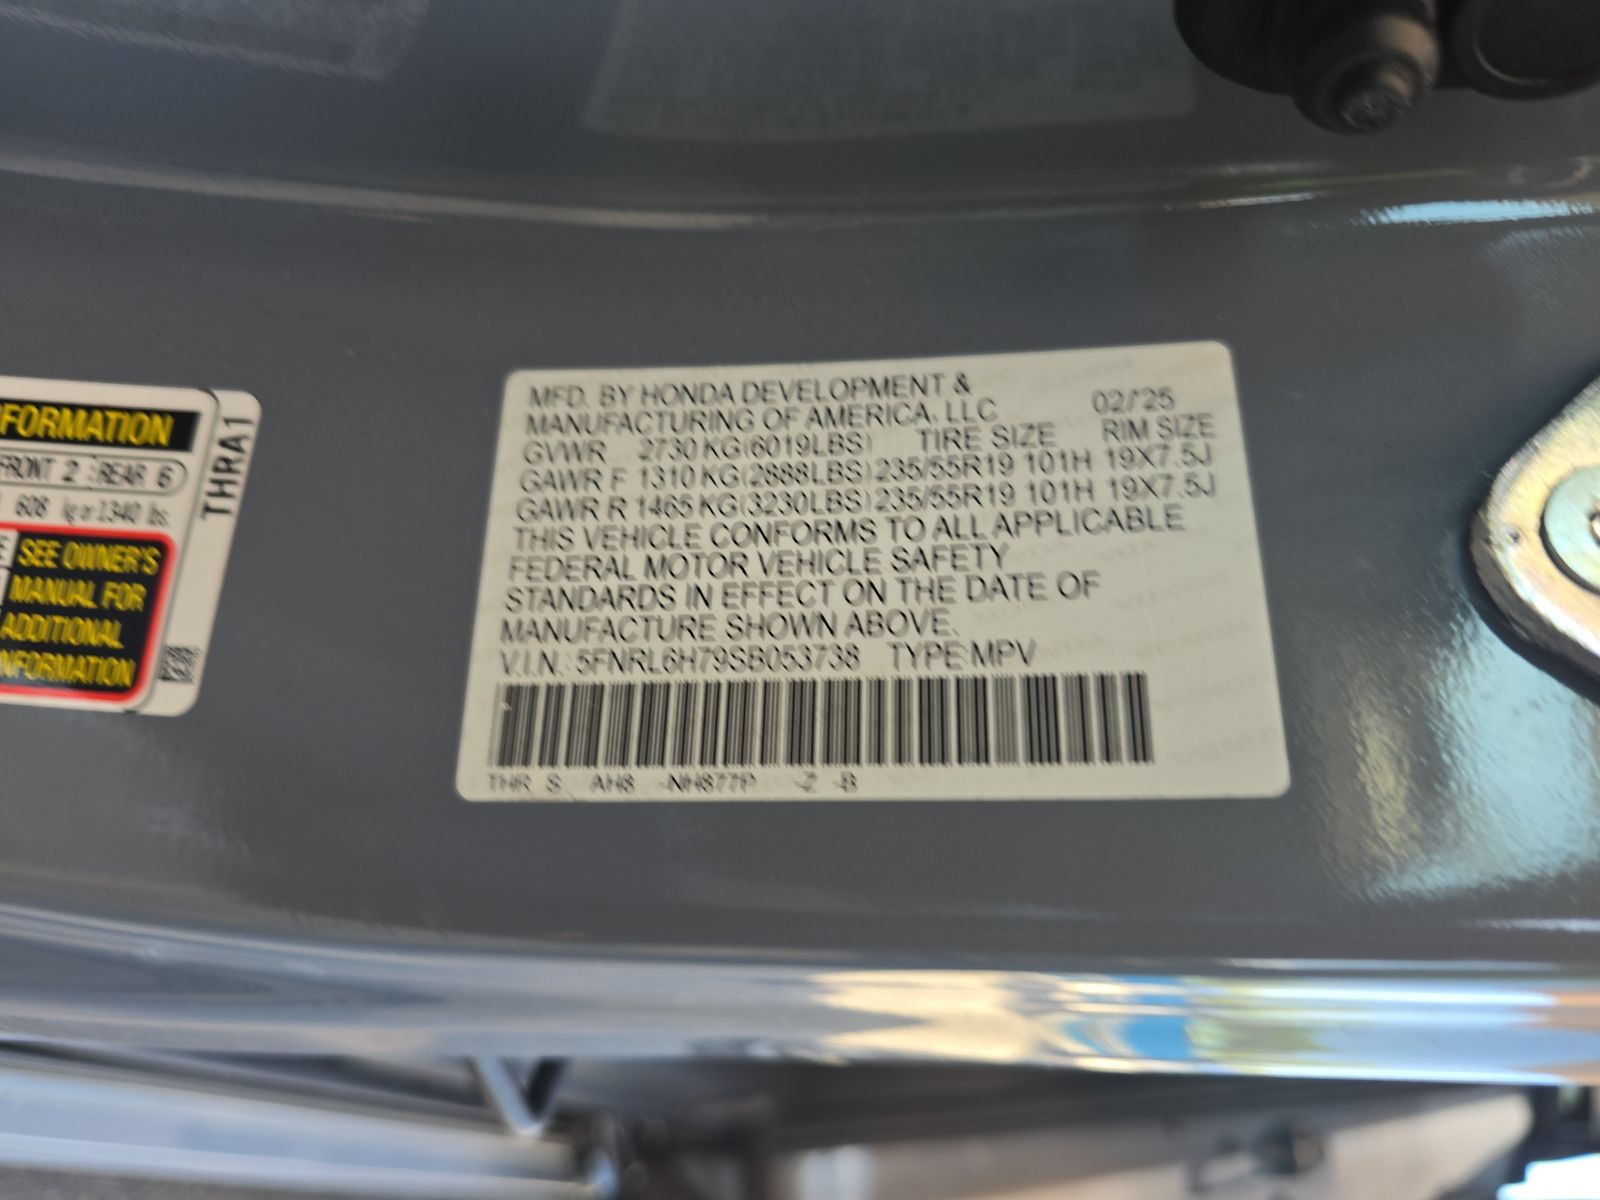 NFORMATION
FRONT 2 REAR 6
608 kg or 1340 lbs.
SEE OWNER'S
MANUAL FOR
ADDITIONAL
INFORMATION
THRA1
MFD. BY HONDA DEVELOPMENT &
MANUFACTURING OF AMERICA, LLC 02/25
GVWR 2730 KG(6019LBS) TIRE SIZE RIM SIZE
GAWR F 1310 KG(2888LBS) 235/55R19 101H 19X7.5J
GAWR R 1465 KG(3230LBS) 235/55R19 101H 19X7.5J
THIS VEHICLE CONFORMS TO ALL APPLICABLE
FEDERAL MOTOR VEHICLE SAFETY
STANDARDS IN EFFECT ON THE DATE OF
MANUFACTURE SHOWN ABOVE.
V.I.N.: 5FNRL6H79SB053738 TYPE:MPV
THR S AH8 -NH877P -Z -B